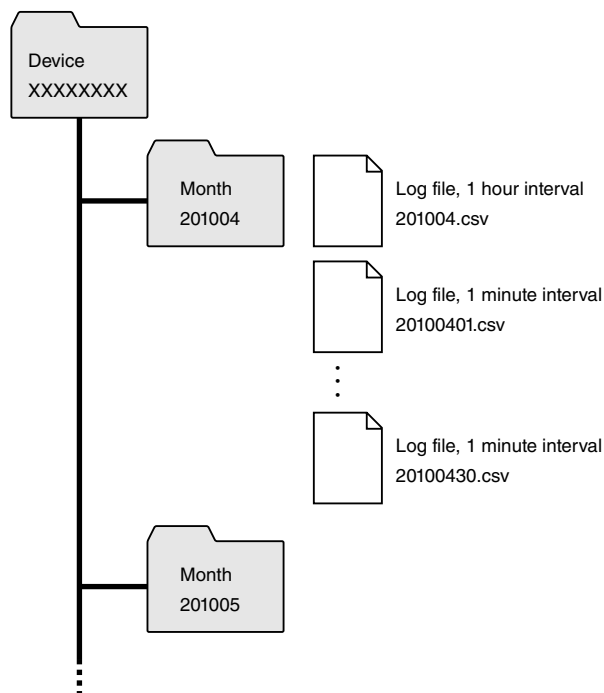 Device
XXXXXXXX
Month
201004
Log file, 1 hour interval
201004.csv
Log file, 1 minute interval
20100401.csv
Log file, 1 minute interval
20100430.csv
Month
201005